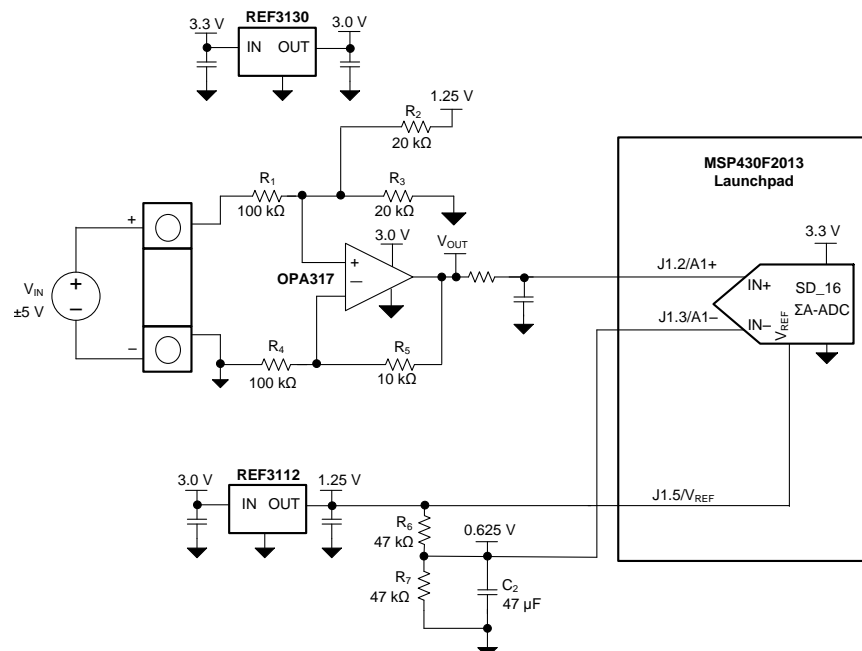 REF3130
3.3 V
3.0 V
IN OUT
1.25 V
R2
20 kΩ
R1
100 kΩ
R3
20 kΩ
MSP430F2013
Launchpad
3.0 V
VOUT
3.3 V
+
+
OPA317
−
J1.2/A1+
IN+
SD_16
ΣA-ADC
VIN
±5 V
+
−
J1.3/A1−
IN−
VREF
−
R4
100 kΩ
R5
10 kΩ
REF3112
3.0 V
1.25 V
IN OUT
J1.5/VREF
R6
47 kΩ
0.625 V
R7
47 kΩ
C2
47 µF